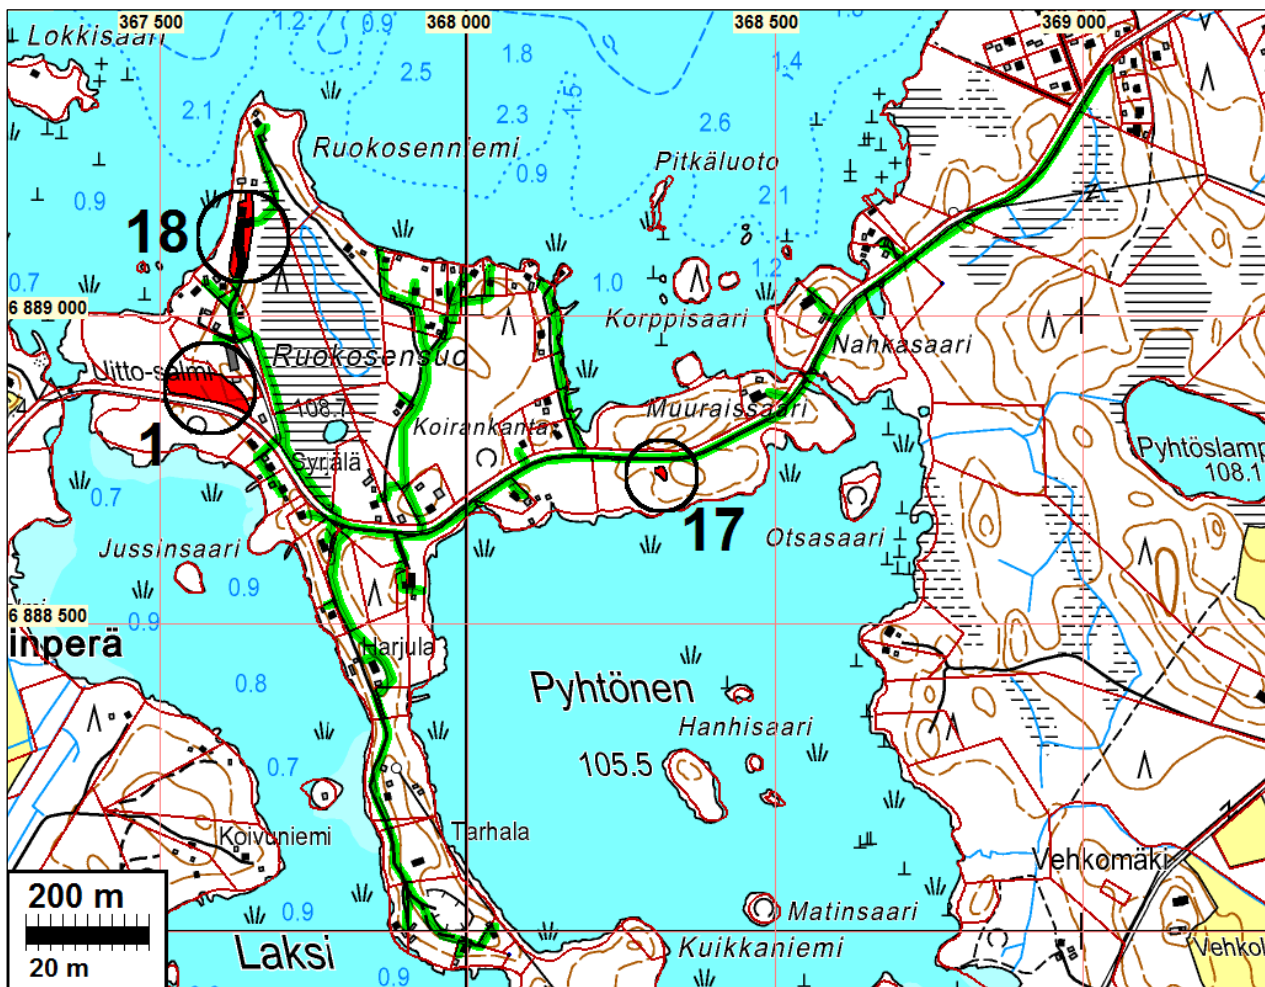 367 500
368 000
368 500
369 000
Lokkisaari
1.2
0.9
1.8
1.4
2.5
2.1
2.3
1.5
2.6
Ruokosenniemi
Pitkäluoto
0.9
0.9
2.1
18
0.7
1.0
1.2
6 889 000
Korppisaari
Nahkasaari
Ruokosensuo
Uitto-salmi
108.7
Muuraissaari
Koirankanta
1
Syrjälä
Pyhtöslamp
108.1
0.7
17
Otsasaari
Jussinsaari
0.9
6 888 500
0.9
inperä
Harjula
0.8
Pyhtönen
Hanhisaari
0.7
105.5
Koivuniemi
Tarhala
Vehkomäki
200 m
0.9
Matinsaari
Laksi
Kuikkaniemi
20 m
0.9